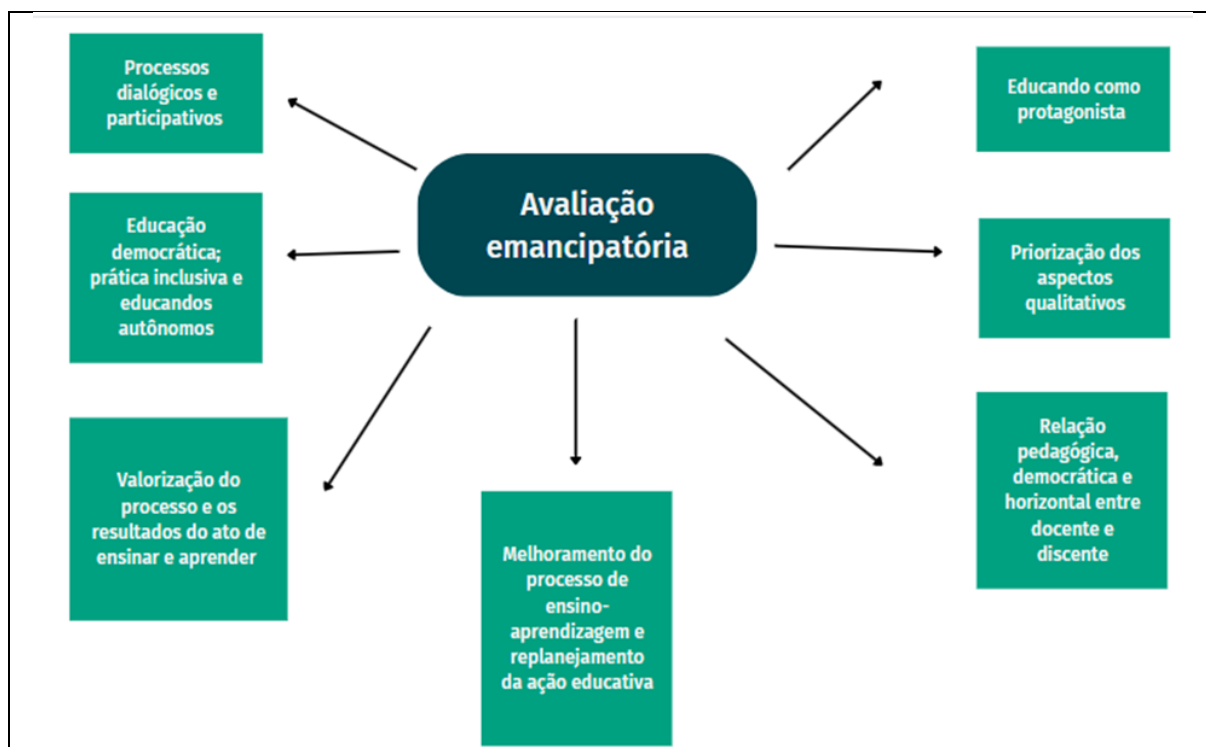 Processos
dialógicos e
participativos
Educando como
protagonista
Avaliação
emancipatória
Educação
democrática;
prática inclusiva e
educandos
autônomos
Priorização dos
aspectos
qualitativos
Valorização do
processo e os
resultados do ato de
ensinar e aprender
Melhoramento do
processo de
ensino-
aprendizagem e
replanejamento
da ação educativa
Relação
pedagógica,
democrática e
horizontal entre
docente e
discente